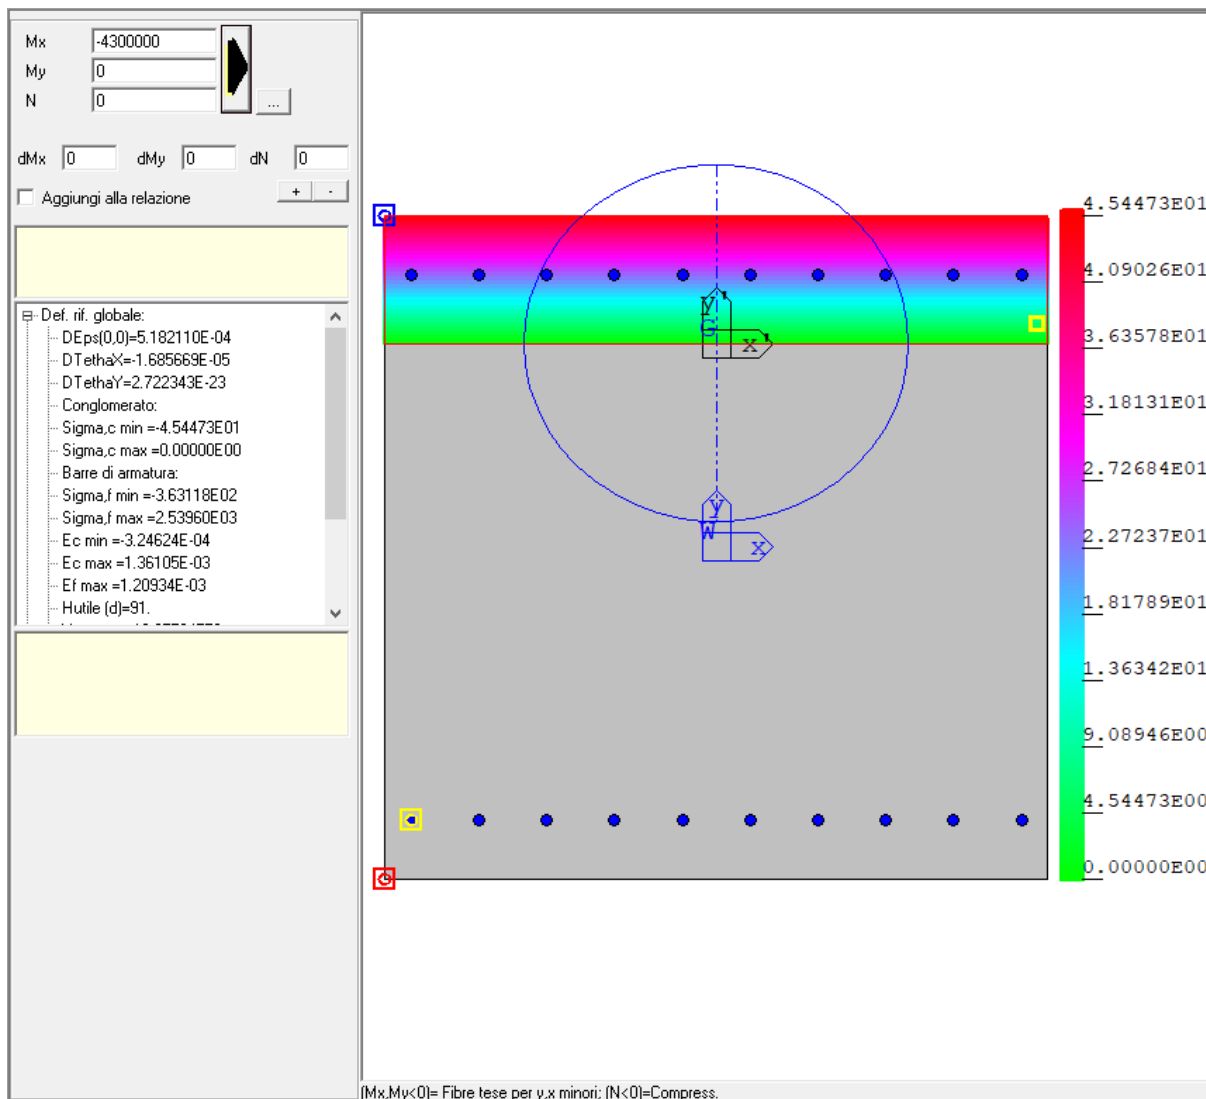 Mx -4300000
My 0
N 0
...
dMx 0 dMy 0 dN 0
Aggiungi alla relazione + -
Def. rif. globale:
DEps(0,0)=5.182110E-04
DTethaX=-1.685669E-05
DTethaY=2.722343E-23
Conglomerato:
Sigma,c min =-4.54473E01
Sigma,c max =0.00000E00
Barre di armatura:
Sigma,f min =-3.63118E02
Sigma,f max =2.53960E03
Ec min =-3.24624E-04
Ec max =1.36105E-03
Ef max =1.20934E-03
Hutile (d)=91.
y'
G
x'
y
W
x
4.54473E01
4.09026E01
3.63578E01
3.18131E01
2.72684E01
2.27237E01
1.81789E01
1.36342E01
9.08946E00
4.54473E00
0.00000E00
(Mx,My<0)= Fibre tese per y,x minori; (N<0)=Compress.